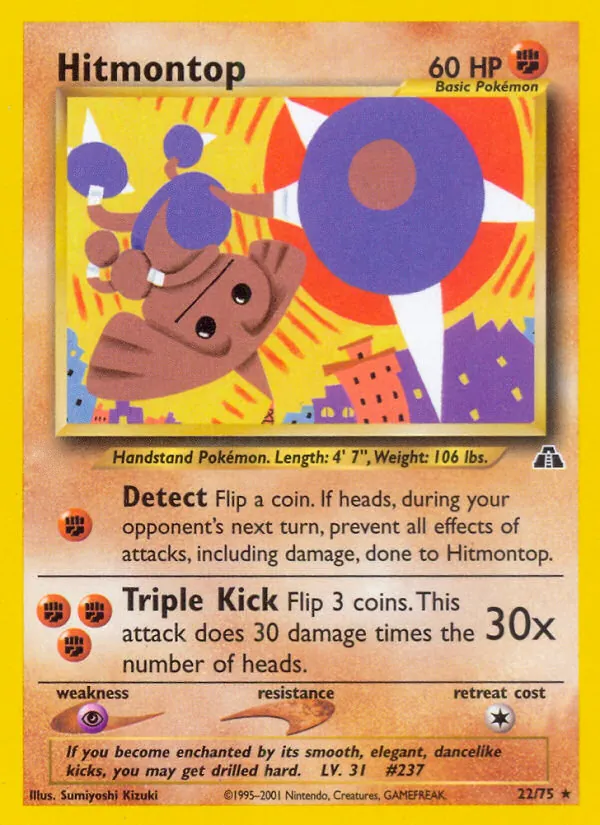 Hitmontop
60 HP
Basic Pokémon
Handstand Pokémon. Length: 4' 7", Weight: 106 lbs.
Detect Flip a coin. If heads, during your
opponent's next turn, prevent all effects of
attacks, including damage, done to Hitmontop.
Triple Kick Flip 3 coins. This
attack does 30 damage times the
number of heads.
30x
weakness
resistance
retreat cost
If you become enchanted by its smooth, elegant, dancelike
kicks, you may get drilled hard. LV. 31 #237
Illus. Sumiyoshi Kizuki
©1995–2001 Nintendo, Creatures, GAMEFREAK.
22/75 ★